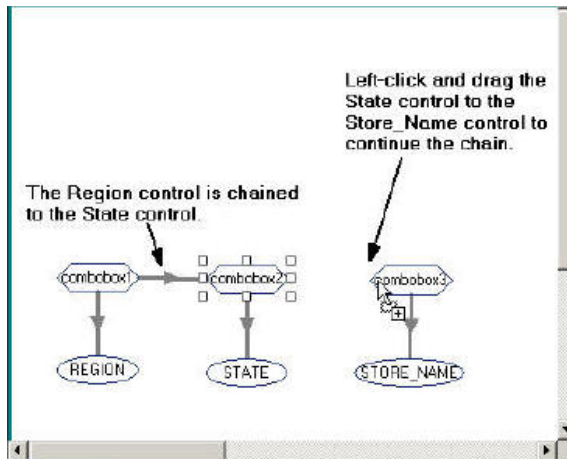 Left-click and drag the
State control to the
Store_Name control to
continue the chain.
The Region control is chained
to the State control.
combobox1
combobox2
combobox3
REGION
STATE
STORE_NAME